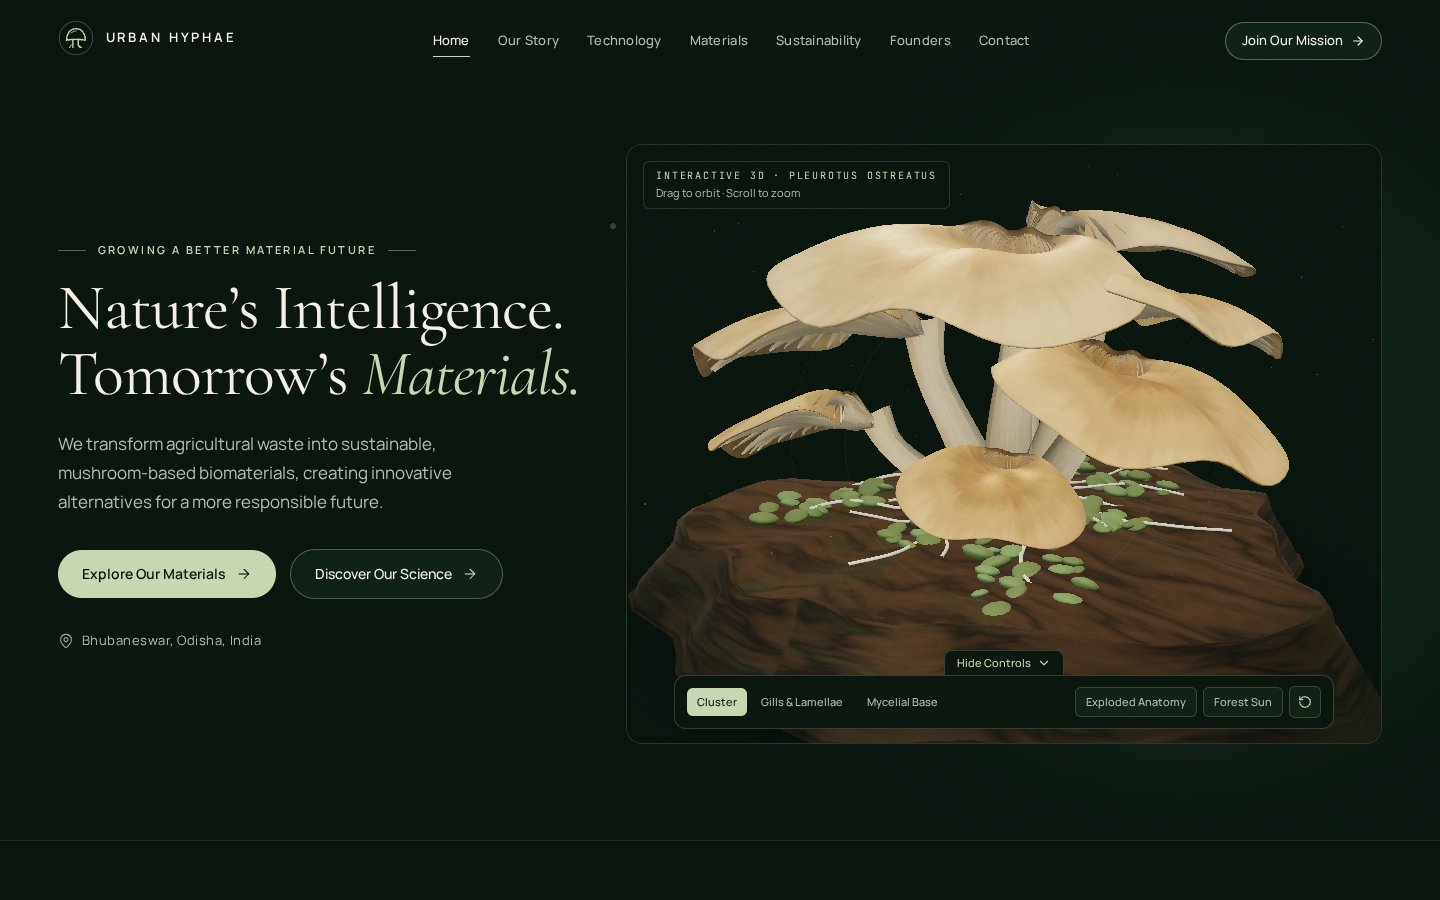 URBAN HYPHAE
Home
Our Story
Technology
Materials
Sustainability
Founders
Contact
Join Our Mission
GROWING A BETTER MATERIAL FUTURE
Nature’s Intelligence.
Tomorrow’s Materials.
We transform agricultural waste into sustainable,
mushroom-based biomaterials, creating innovative
alternatives for a more responsible future.
Explore Our Materials
Discover Our Science
Bhubaneswar, Odisha, India
INTERACTIVE 3D · PLEUROTUS OSTREATUS
Drag to orbit · Scroll to zoom
Hide Controls
Cluster
Gills & Lamellae
Mycelial Base
Exploded Anatomy
Forest Sun